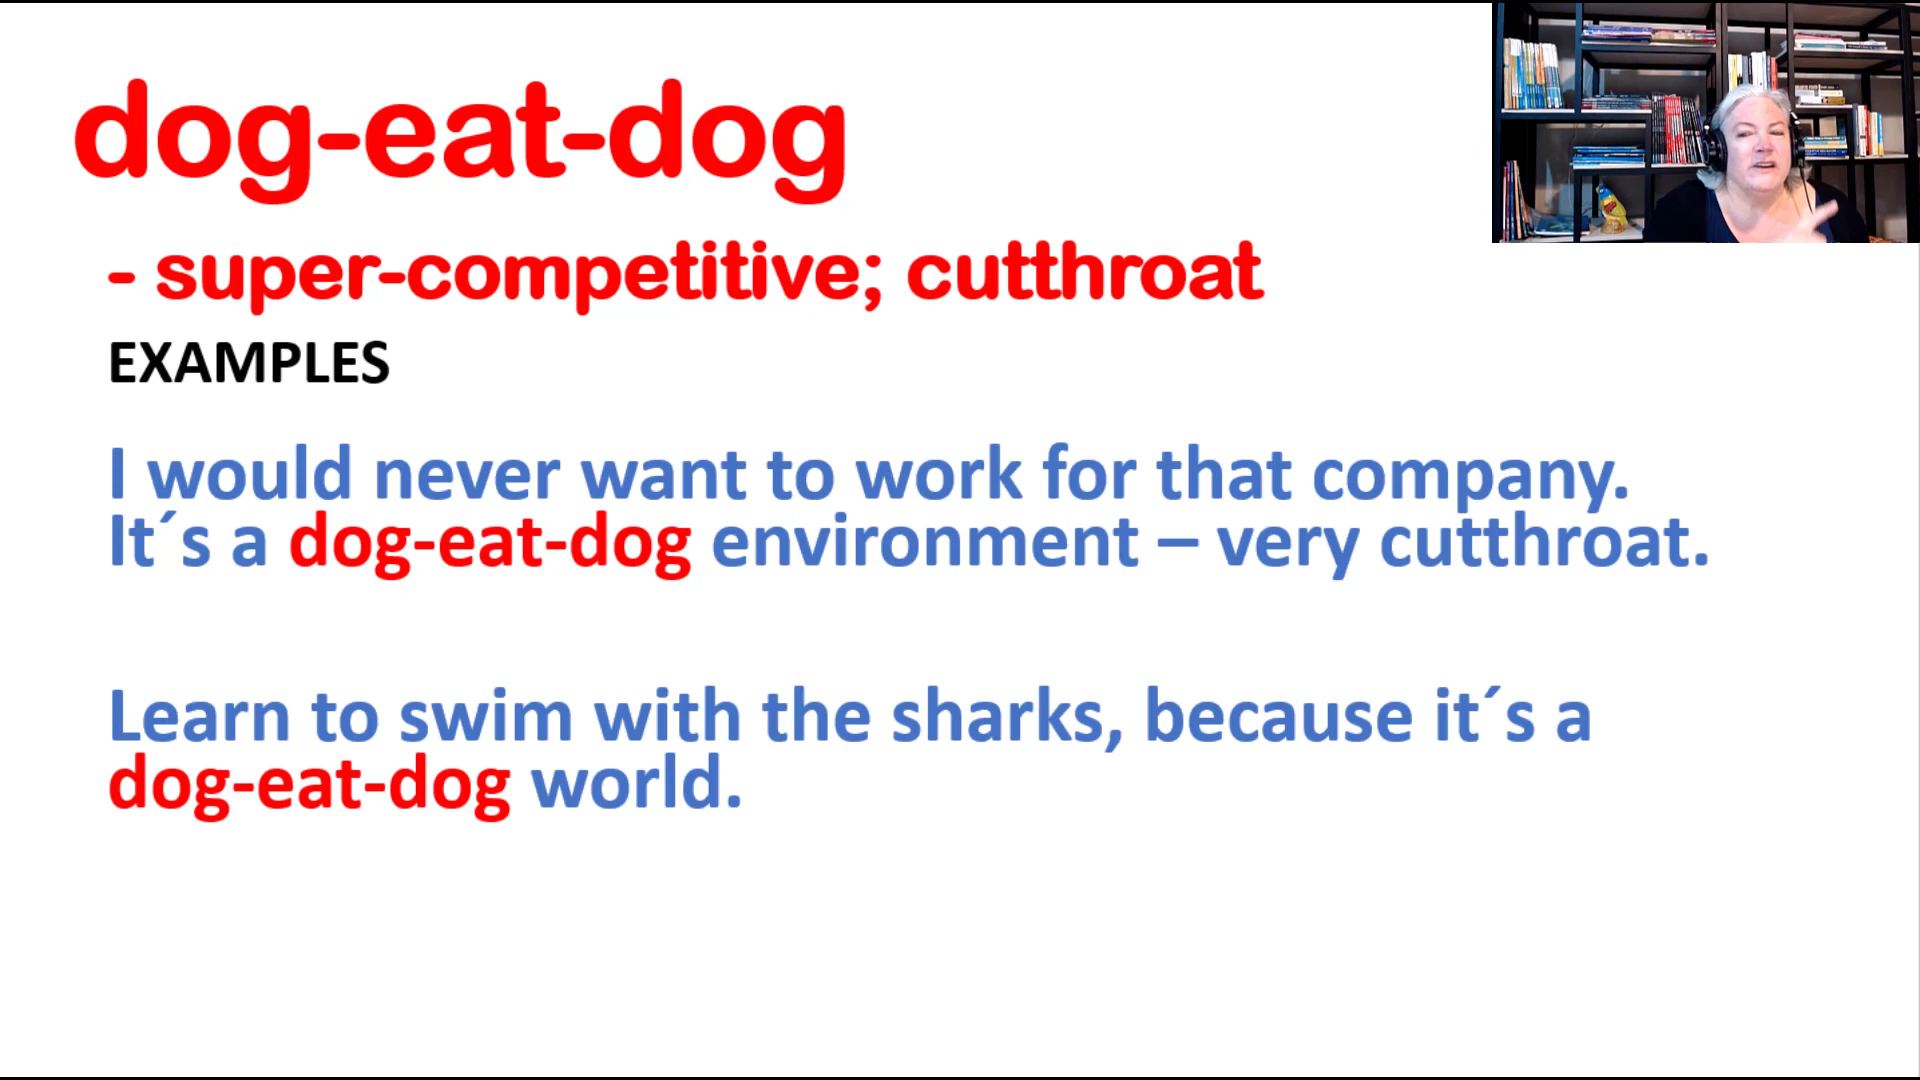 dog-eat-dog
- super-competitive; cutthroat
EXAMPLES
I would never want to work for that company.
It´s a dog-eat-dog environment – very cutthroat.
Learn to swim with the sharks, because it´s a
dog-eat-dog world.